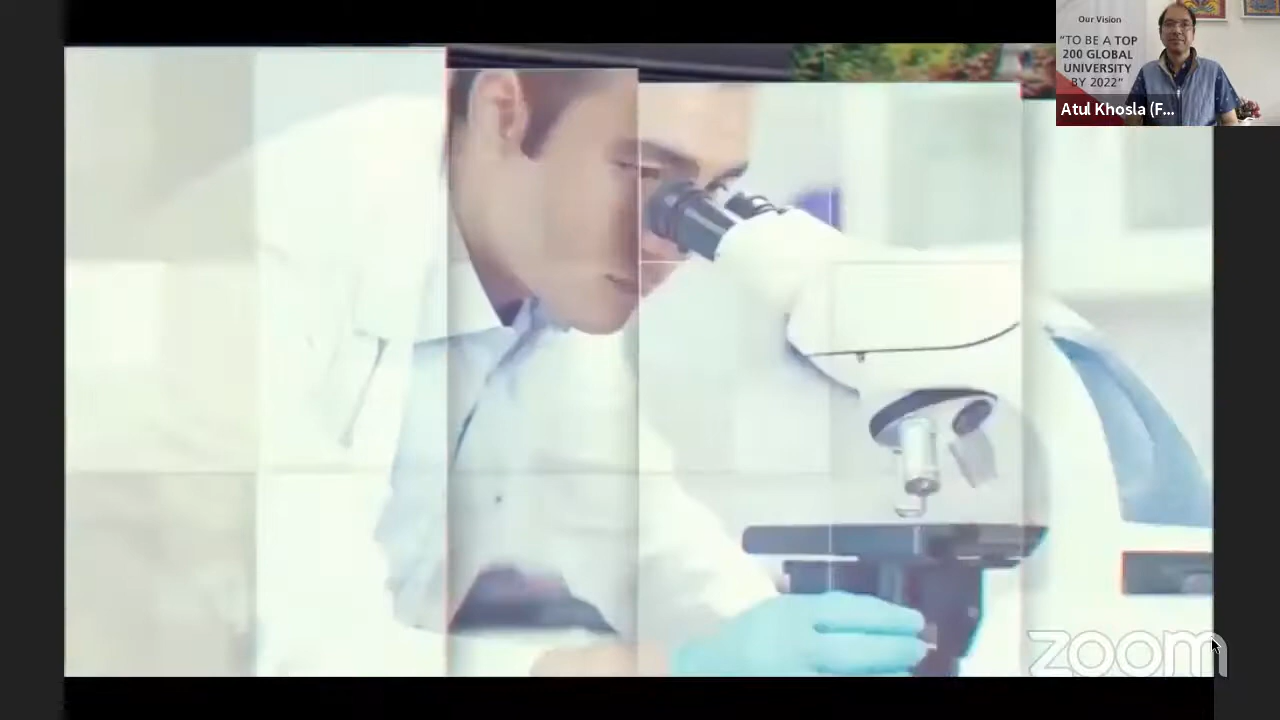 Our Vision
“TO BE A TOP
200 GLOBAL
UNIVERSITY
BY 2022”
Atul Khosla (F...
zoom